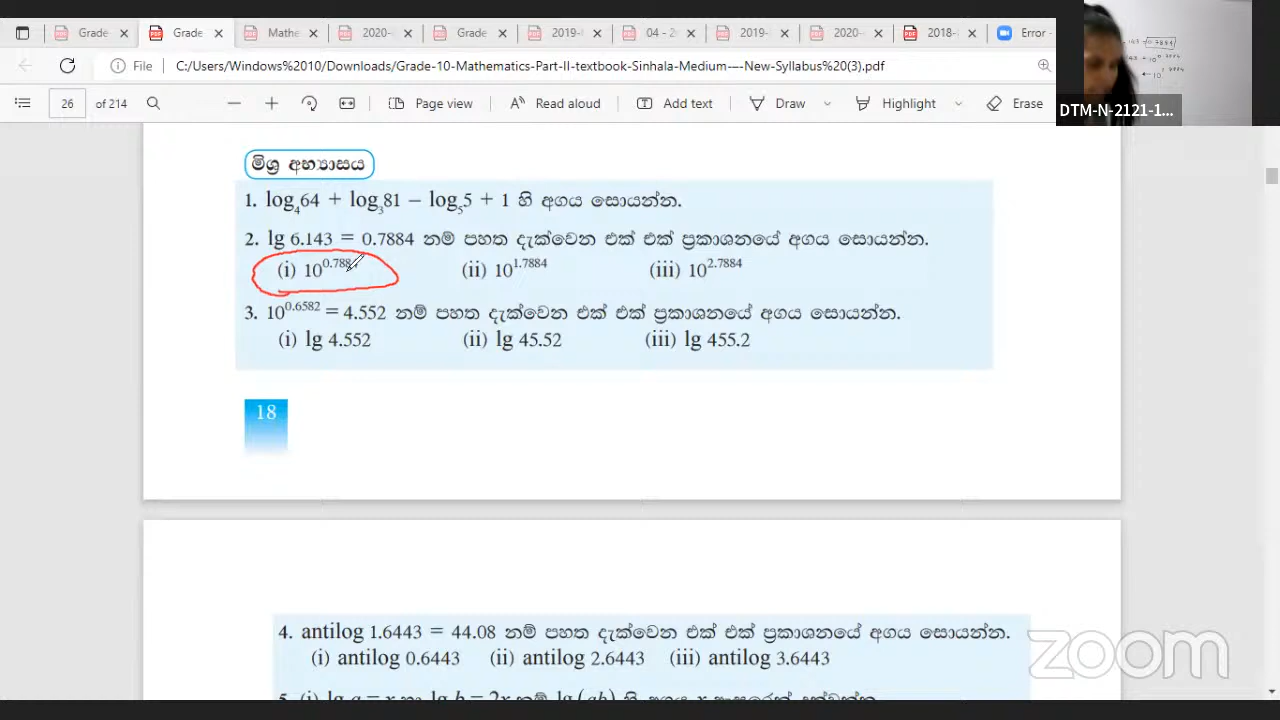 Grade
Grade
Mathe
2020-
Grade
2019-
04 - 2
2019-
2020-
2018-
Error -
File
C:/Users/Windows%2010/Downloads/Grade-10-Mathematics-Part-II-textbook-Sinhala-Medium-–-New-Syllabus%20(3).pdf
26 of 214
Page view
Read aloud
Add text
Draw
Highlight
Erase
DTM-N-2121-1...
මිශ්‍ර අභ්‍යාසය
1. log₄64 + log₃81 − log₅5 + 1 හි අගය සොයන්න.
2. lg 6.143 = 0.7884 නම් පහත දැක්වෙන එක් එක් ප්‍රකාශනයේ අගය සොයන්න.
(i) 10^0.788 (ii) 10^1.7884 (iii) 10^2.7884
3. 10^0.6582 = 4.552 නම් පහත දැක්වෙන එක් එක් ප්‍රකාශනයේ අගය සොයන්න.
(i) lg 4.552 (ii) lg 45.52 (iii) lg 455.2
18
4. antilog 1.6443 = 44.08 නම් පහත දැක්වෙන එක් එක් ප්‍රකාශනයේ අගය සොයන්න.
(i) antilog 0.6443 (ii) antilog 2.6443 (iii) antilog 3.6443
zoom